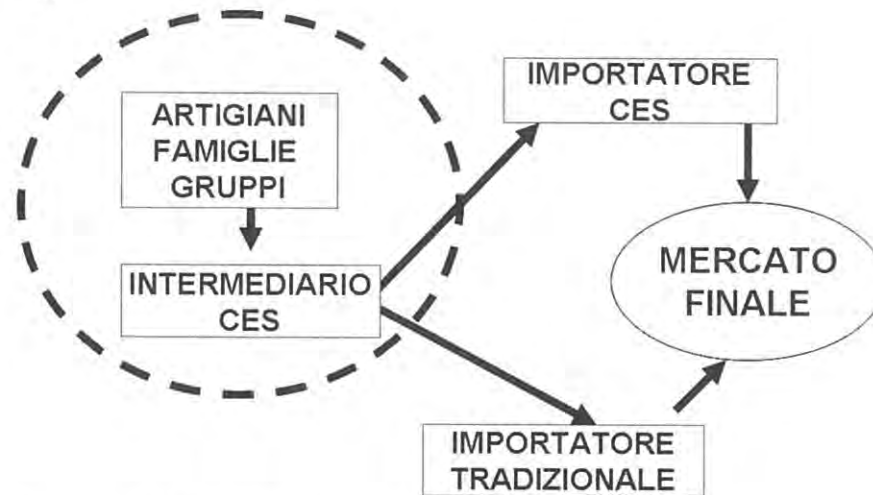 ARTIGIANI
FAMIGLIE
GRUPPI
INTERMEDIARIO
CES
IMPORTATORE
CES
MERCATO
FINALE
IMPORTATORE
TRADIZIONALE